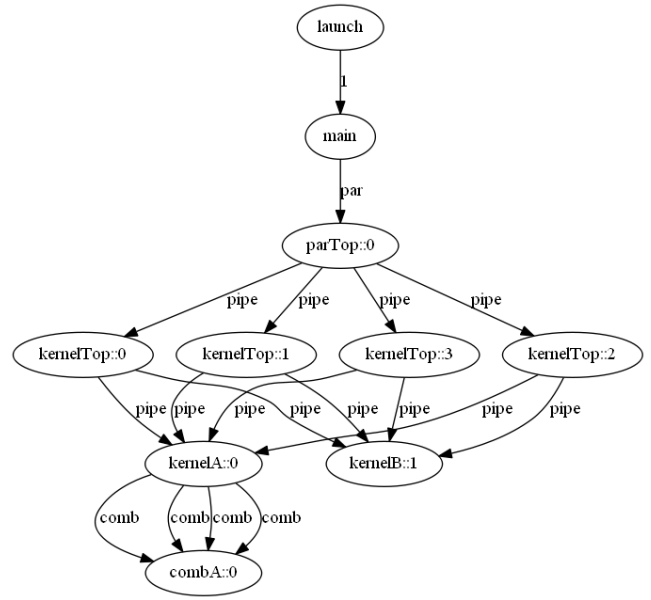 launch
1
main
par
parTop::0
pipe pipe pipe pipe
kernelTop::0 kernelTop::1 kernelTop::3 kernelTop::2
pipe pipe pipe pipe pipe pipe pipe pipe
kernelA::0 kernelB::1
comb comb comb comb
combA::0